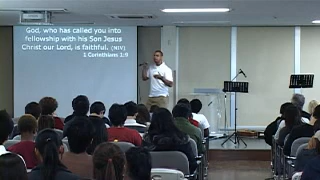 God, who has called you into
fellowship with his Son Jesus
Christ our Lord, is faithful. (NIV)
1 Corinthians 1:9